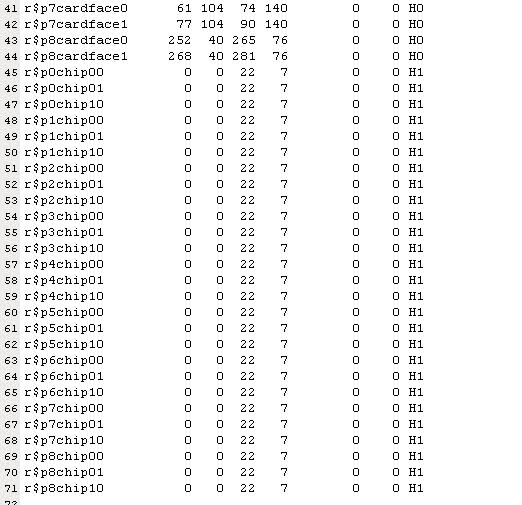 41 r$p7cardface0 61 104 74 140 0 0 H0
42 r$p7cardface1 77 104 90 140 0 0 H0
43 r$p8cardface0 252 40 265 76 0 0 H0
44 r$p8cardface1 268 40 281 76 0 0 H0
45 r$p0chip00 0 0 22 7 0 0 H1
46 r$p0chip01 0 0 22 7 0 0 H1
47 r$p0chip10 0 0 22 7 0 0 H1
48 r$p1chip00 0 0 22 7 0 0 H1
49 r$p1chip01 0 0 22 7 0 0 H1
50 r$p1chip10 0 0 22 7 0 0 H1
51 r$p2chip00 0 0 22 7 0 0 H1
52 r$p2chip01 0 0 22 7 0 0 H1
53 r$p2chip10 0 0 22 7 0 0 H1
54 r$p3chip00 0 0 22 7 0 0 H1
55 r$p3chip01 0 0 22 7 0 0 H1
56 r$p3chip10 0 0 22 7 0 0 H1
57 r$p4chip00 0 0 22 7 0 0 H1
58 r$p4chip01 0 0 22 7 0 0 H1
59 r$p4chip10 0 0 22 7 0 0 H1
60 r$p5chip00 0 0 22 7 0 0 H1
61 r$p5chip01 0 0 22 7 0 0 H1
62 r$p5chip10 0 0 22 7 0 0 H1
63 r$p6chip00 0 0 22 7 0 0 H1
64 r$p6chip01 0 0 22 7 0 0 H1
65 r$p6chip10 0 0 22 7 0 0 H1
66 r$p7chip00 0 0 22 7 0 0 H1
67 r$p7chip01 0 0 22 7 0 0 H1
68 r$p7chip10 0 0 22 7 0 0 H1
69 r$p8chip00 0 0 22 7 0 0 H1
70 r$p8chip01 0 0 22 7 0 0 H1
71 r$p8chip10 0 0 22 7 0 0 H1
72